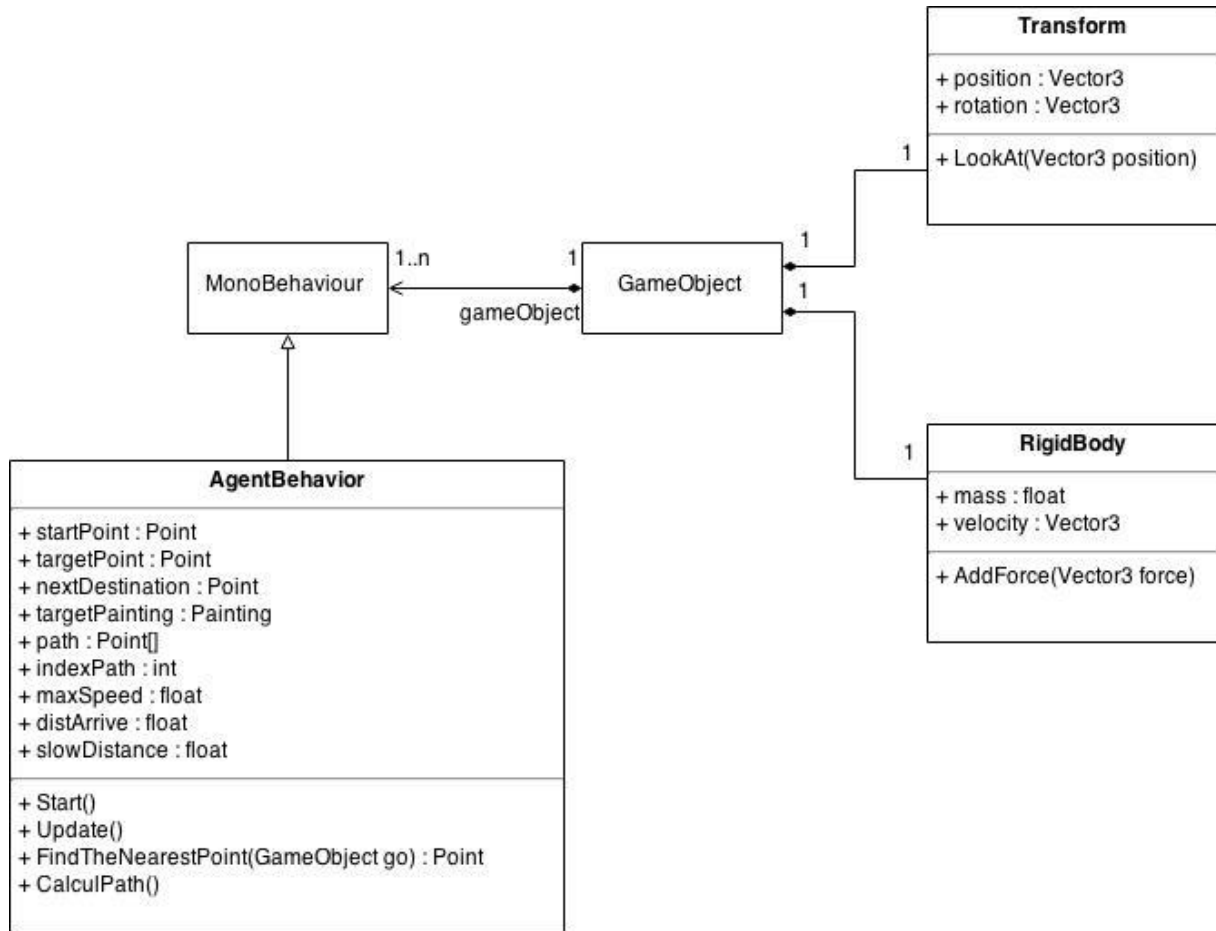 Transform
+ position : Vector3
+ rotation : Vector3
+ LookAt(Vector3 position)
1
1
MonoBehaviour
1..n
1
gameObject
GameObject
1
1
RigidBody
+ mass : float
+ velocity : Vector3
+ AddForce(Vector3 force)
AgentBehavior
+ startPoint : Point
+ targetPoint : Point
+ nextDestination : Point
+ targetPainting : Painting
+ path : Point[]
+ indexPath : int
+ maxSpeed : float
+ distArrive : float
+ slowDistance : float
+ Start()
+ Update()
+ FindTheNearestPoint(GameObject go) : Point
+ CalculPath()